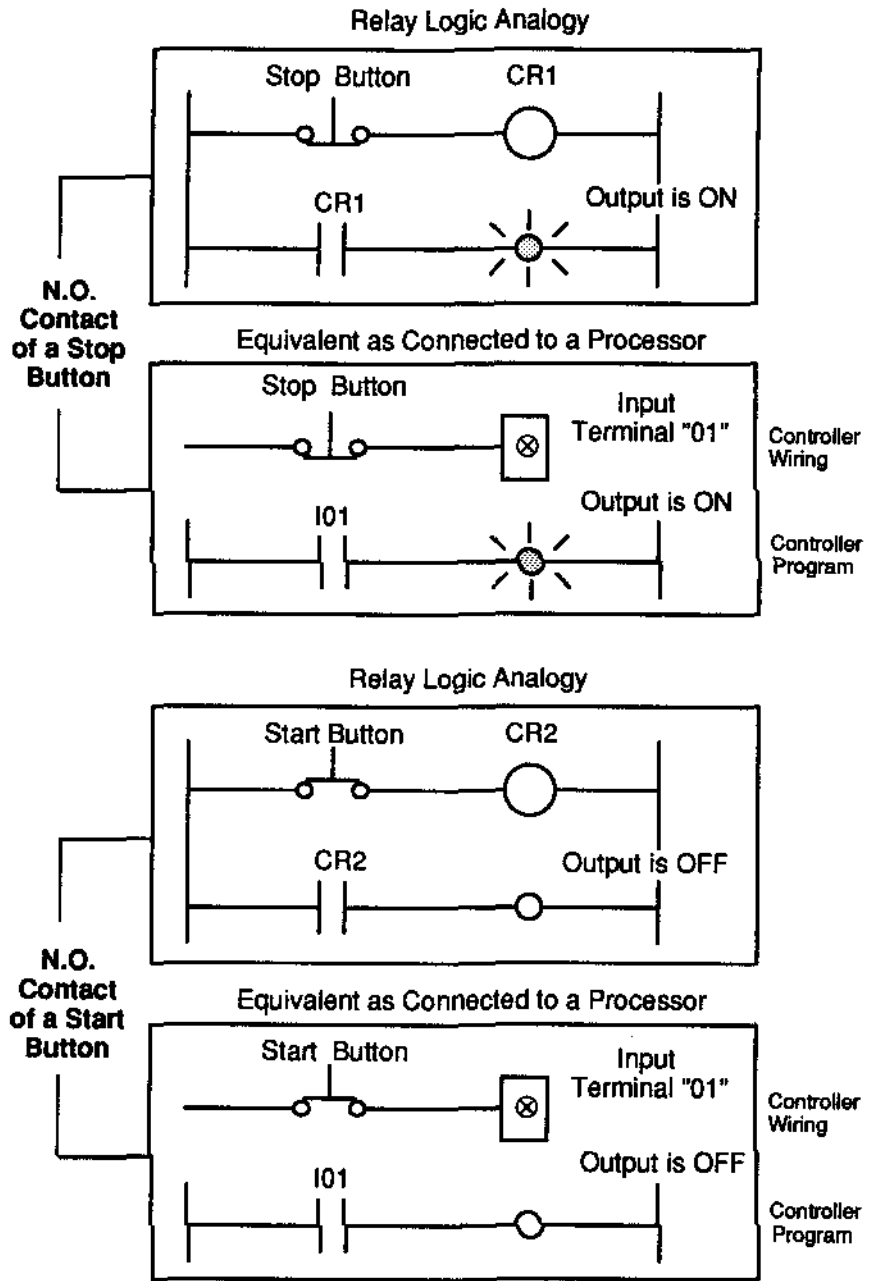 Relay Logic Analogy
Stop Button
CR1
CR1
Output is ON
N.O.
Contact
of a Stop
Button
Equivalent as Connected to a Processor
Stop Button
Input
Terminal "01"
Controller
Wiring
I01
Output is ON
Controller
Program
Relay Logic Analogy
Start Button
CR2
CR2
Output is OFF
N.O.
Contact
of a Start
Button
Equivalent as Connected to a Processor
Start Button
Input
Terminal "01"
Controller
Wiring
I01
Output is OFF
Controller
Program